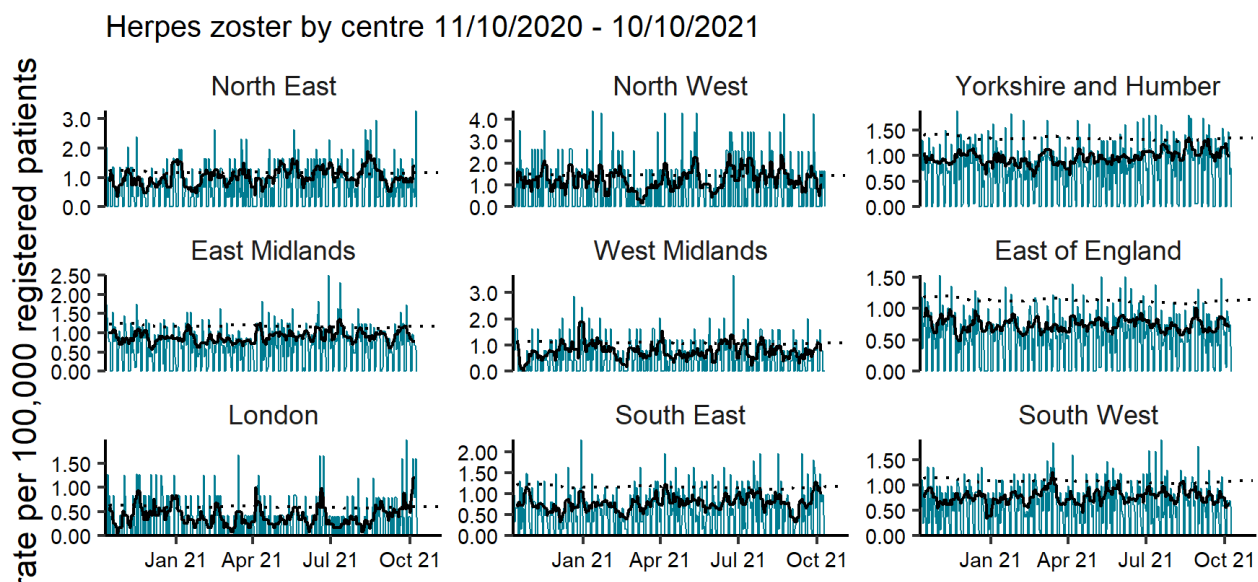 Herpes zoster by centre 11/10/2020 - 10/10/2021
rate per 100,000 registered patients
North East
3.0
2.0
1.0
0.0
North West
4.0
3.0
2.0
1.0
0.0
Yorkshire and Humber
1.50
1.00
0.50
0.00
East Midlands
2.50
2.00
1.50
1.00
0.50
0.00
West Midlands
3.0
2.0
1.0
0.0
East of England
1.50
1.00
0.50
0.00
London
1.50
1.00
0.50
0.00
South East
2.00
1.50
1.00
0.50
0.00
South West
1.50
1.00
0.50
0.00
Jan 21 Apr 21 Jul 21 Oct 21
Jan 21 Apr 21 Jul 21 Oct 21
Jan 21 Apr 21 Jul 21 Oct 21